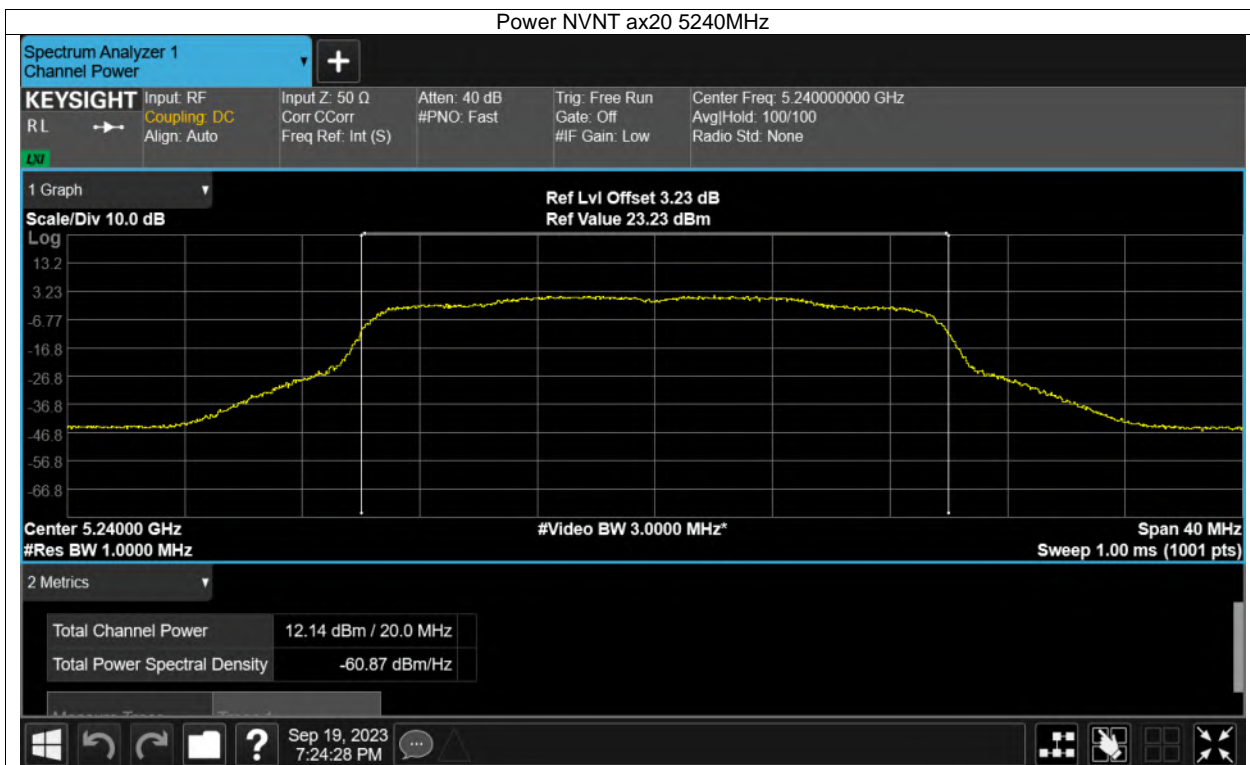 Power NVNT ax20 5240MHz
Spectrum Analyzer 1
Channel Power
+
KEYSIGHT
RL
LXI
Input: RF
Coupling: DC
Align: Auto
Input Z: 50 Ω
Corr CCorr
Freq Ref: Int (S)
Atten: 40 dB
#PNO: Fast
Trig: Free Run
Gate: Off
#IF Gain: Low
Center Freq: 5.240000000 GHz
Avg|Hold: 100/100
Radio Std: None
1 Graph
Scale/Div 10.0 dB
Ref Lvl Offset 3.23 dB
Ref Value 23.23 dBm
Log
13.2
3.23
-6.77
-16.8
-26.8
-36.8
-46.8
-56.8
-66.8
Center 5.24000 GHz
#Video BW 3.0000 MHz*
Span 40 MHz
#Res BW 1.0000 MHz
Sweep 1.00 ms (1001 pts)
2 Metrics
Total Channel Power 12.14 dBm / 20.0 MHz
Total Power Spectral Density -60.87 dBm/Hz
?
Sep 19, 2023
7:24:28 PM